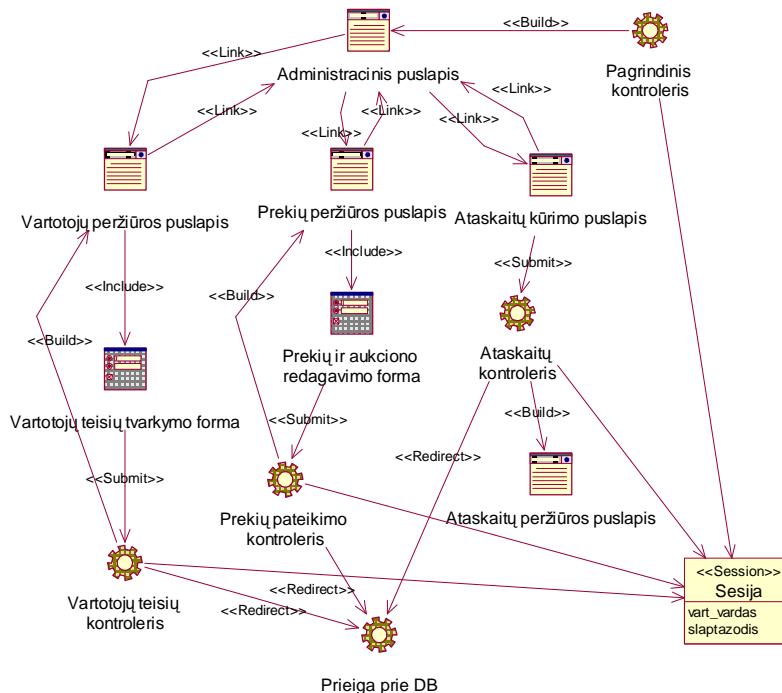 <<Build>>
<<Link>>
Administracinis puslapis
Pagrindinis
kontroleris
<<Link>>
<<Link>>
<<Link>>
<<Link>>
<<Link>>
Vartotojų peržiūros puslapis
Prekių peržiūros puslapis
Ataskaitų kūrimo puslapis
<<Include>>
<<Include>>
<<Submit>>
<<Build>>
<<Build>>
Prekių ir aukciono
redagavimo forma
Ataskaitų
kontroleris
Vartotojų teisių tvarkymo forma
<<Submit>>
<<Build>>
<<Submit>>
<<Redirect>>
Prekių pateikimo
kontroleris
Ataskaitų peržiūros puslapis
<<Session>>
Sesija
vart_vardas
slaptazodis
Vartotojų teisių
kontroleris
<<Redirect>>
<<Redirect>>
Prieiga prie DB